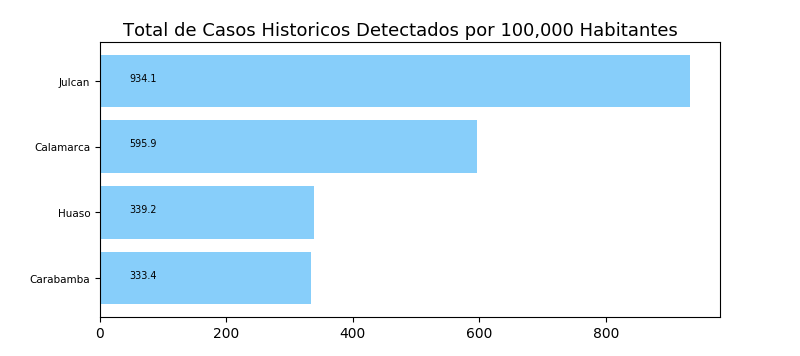 Total de Casos Historicos Detectados por 100,000 Habitantes
Julcan 934.1
Calamarca 595.9
Huaso 339.2
Carabamba 333.4
0 200 400 600 800